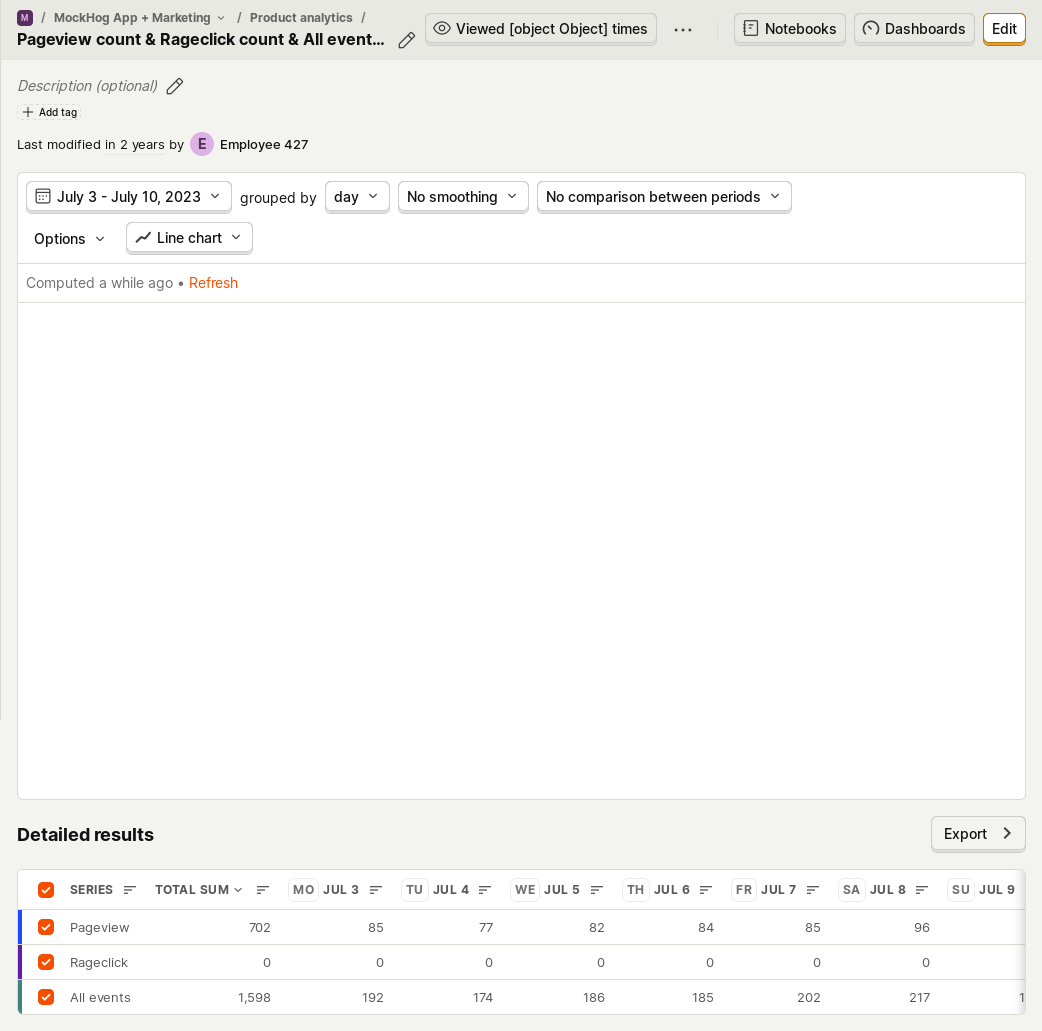 M / MockHog App + Marketing / Product analytics /
Pageview count & Rageclick count & All event...
Viewed [object Object] times
Notebooks
Dashboards
Edit
Description (optional)
Add tag
Last modified in 2 years by E Employee 427
July 3 - July 10, 2023 grouped by day No smoothing No comparison between periods
Options Line chart
Computed a while ago • Refresh
Detailed results
Export
SERIES TOTAL SUM MO JUL 3 TU JUL 4 WE JUL 5 TH JUL 6 FR JUL 7 SA JUL 8 SU JUL 9
Pageview 702 85 77 82 84 85 96
Rageclick 0 0 0 0 0 0 0
All events 1,598 192 174 186 185 202 217